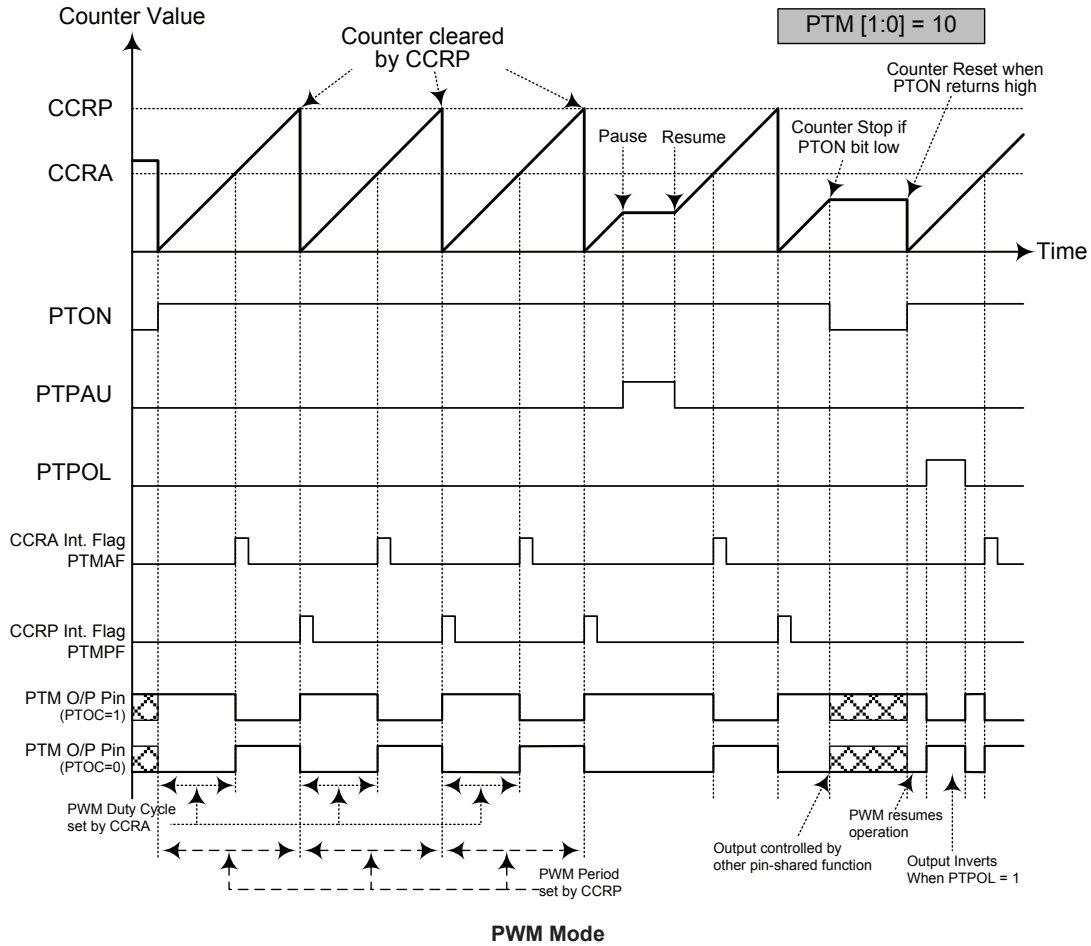 Counter Value
PTM [1:0] = 10
Counter cleared
by CCRP
Counter Reset when
PTON returns high
CCRP
Pause
Resume
Counter Stop if
PTON bit low
CCRA
Time
PTON
PTPAU
PTPOL
CCRA Int. Flag
PTMAF
CCRP Int. Flag
PTMPF
PTM O/P Pin
(PTOC=1)
PTM O/P Pin
(PTOC=0)
PWM Duty Cycle
set by CCRA
PWM resumes
operation
Output controlled by
other pin-shared function
Output Inverts
When PTPOL = 1
PWM Period
set by CCRP
PWM Mode